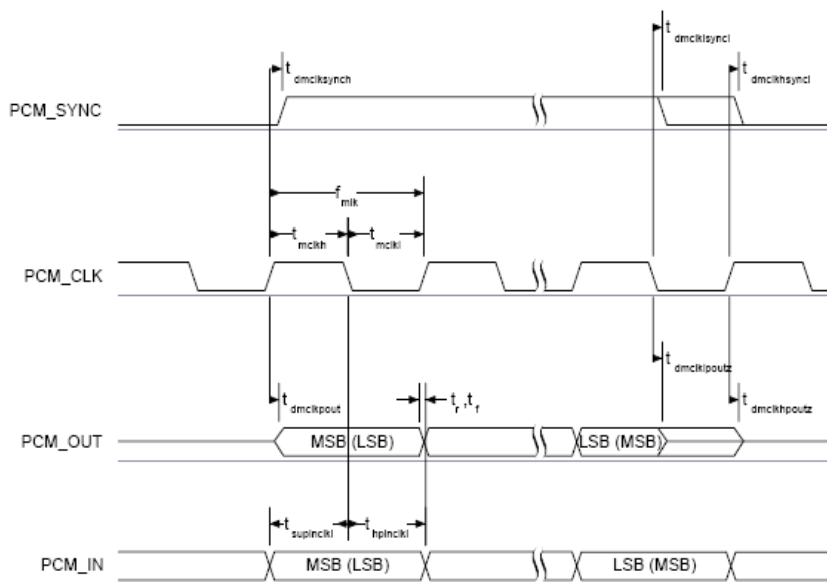 t dmclklsyncl
t dmclksynch
t dmclkhsyncl
PCM_SYNC
f mlk
t mclkh
t mclkl
PCM_CLK
t dmclklpoutz
t dmclkpout
t r ,t f
t dmclkhpoutz
PCM_OUT
MSB (LSB)
LSB (MSB)
t supinclkl
t hpinclkl
PCM_IN
MSB (LSB)
LSB (MSB)